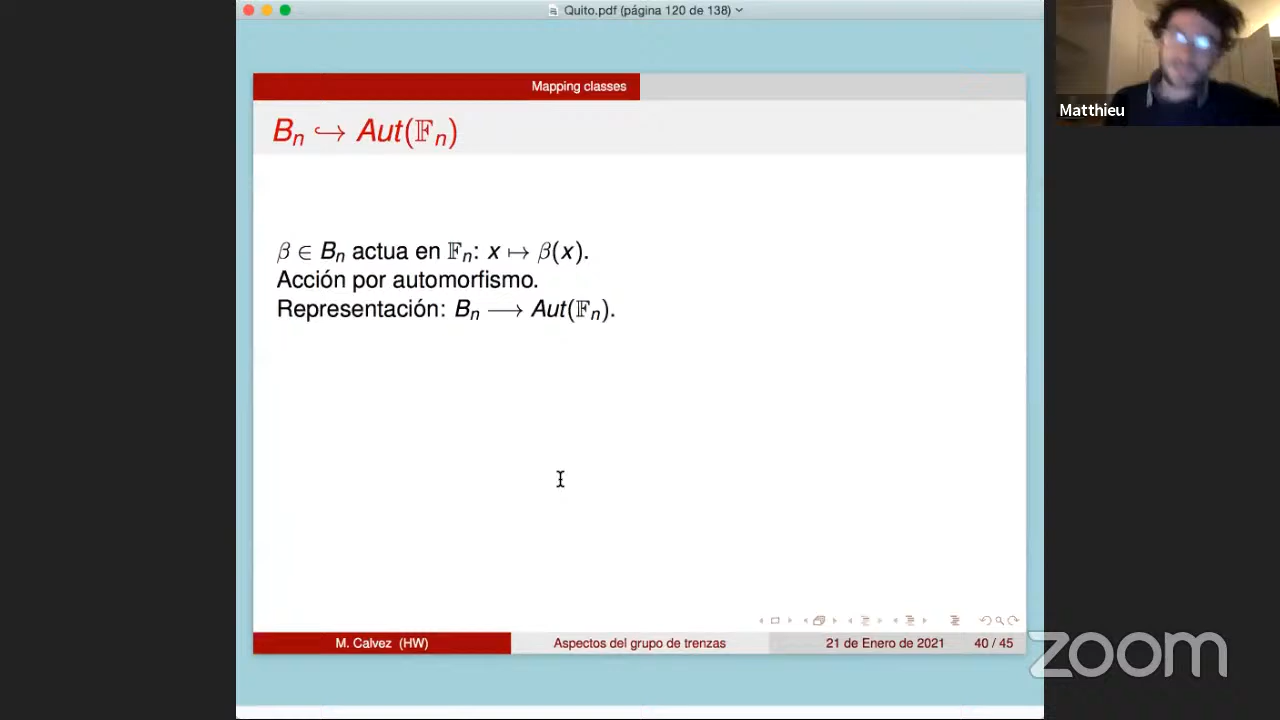 Quito.pdf (página 120 de 138)
Matthieu
Mapping classes
Bₙ ↪ Aut(𝔽ₙ)
β ∈ Bₙ actua en 𝔽ₙ: x ↦ β(x).
Acción por automorfismo.
Representación: Bₙ ⟶ Aut(𝔽ₙ).
M. Calvez (HW) Aspectos del grupo de trenzas 21 de Enero de 2021 40 / 45
zoom